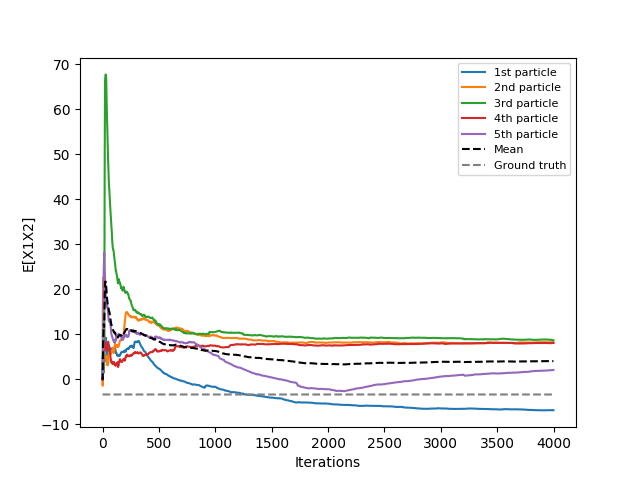 70
60
50
40
30
20
10
0
−10
E[X1X2]
1st particle
2nd particle
3rd particle
4th particle
5th particle
Mean
Ground truth
0 500 1000 1500 2000 2500 3000 3500 4000
Iterations